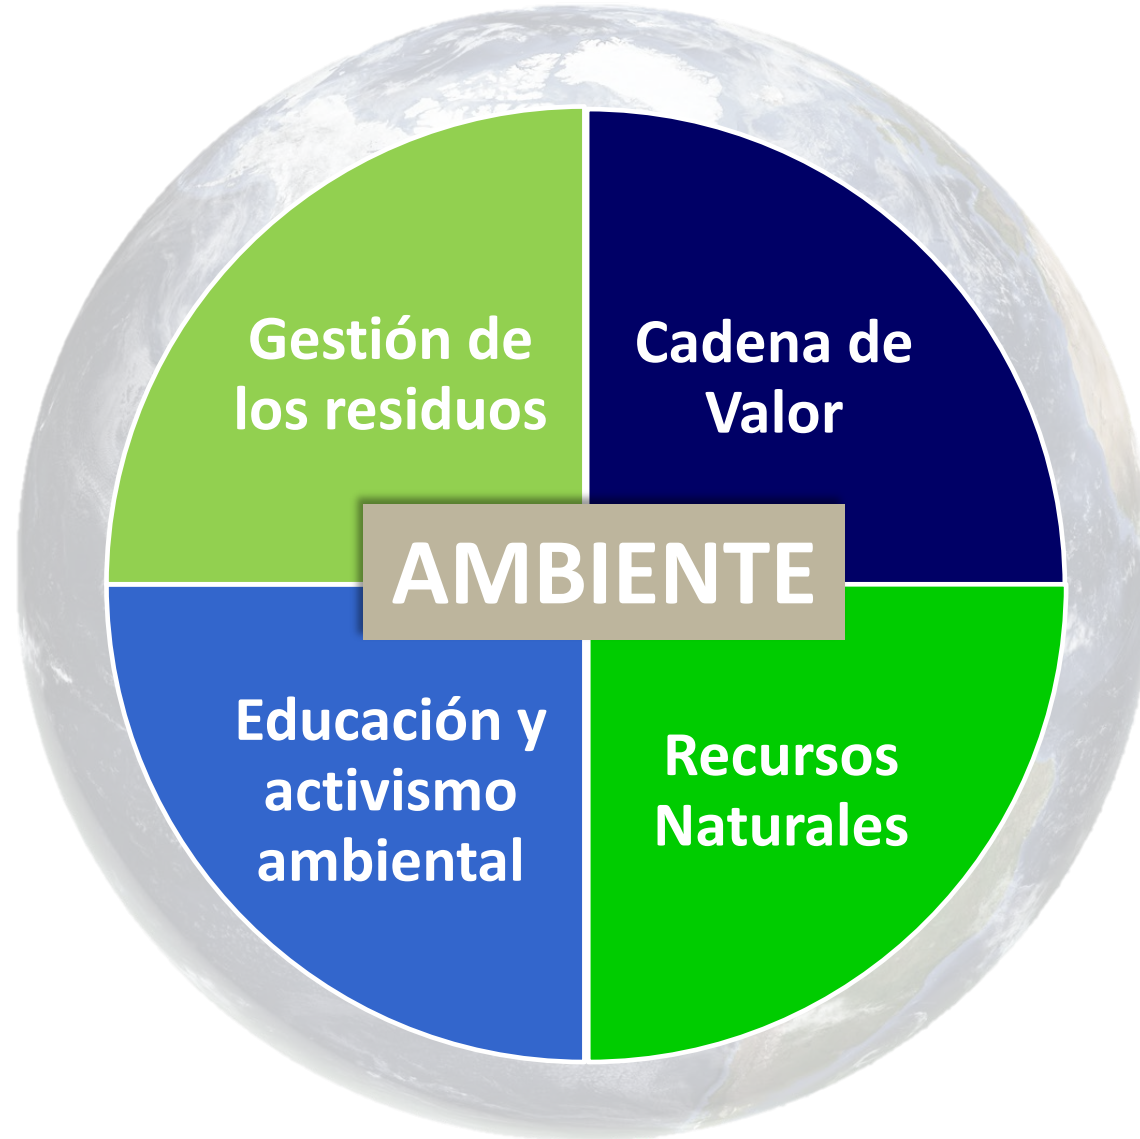 Gestión de
los residuos
Cadena de
Valor
AMBIENTE
Educación y
activismo
ambiental
Recursos
Naturales